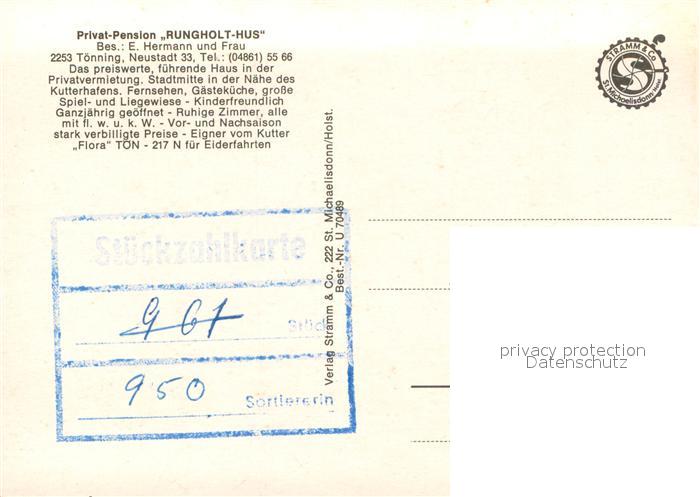 Privat-Pension „RUNGHOLT-HUS“
Bes.: E. Hermann und Frau
2253 Tönning, Neustadt 33, Tel.: (04861) 55 66
Das preiswerte, führende Haus in der
Privatvermietung. Stadtmitte in der Nähe des
Kutterhafens. Fernsehen, Gästeküche, große
Spiel- und Liegewiese - Kinderfreundlich
Ganzjährig geöffnet - Ruhige Zimmer, alle
mit fl. w. u. k. W. - Vor- und Nachsaison
stark verbilligte Preise - Eigner vom Kutter
„Flora“ TÖN - 217 N für Eiderfahrten
STRAMM & Co
St. Michaelisdonn/Holst.
Verlag Stramm & Co., 222 St. Michaelisdonn/Holst.
Best.-Nr. U 70489
Stückzahlkarte
961 Stück
950
Sortiererin
privacy protection
Datenschutz